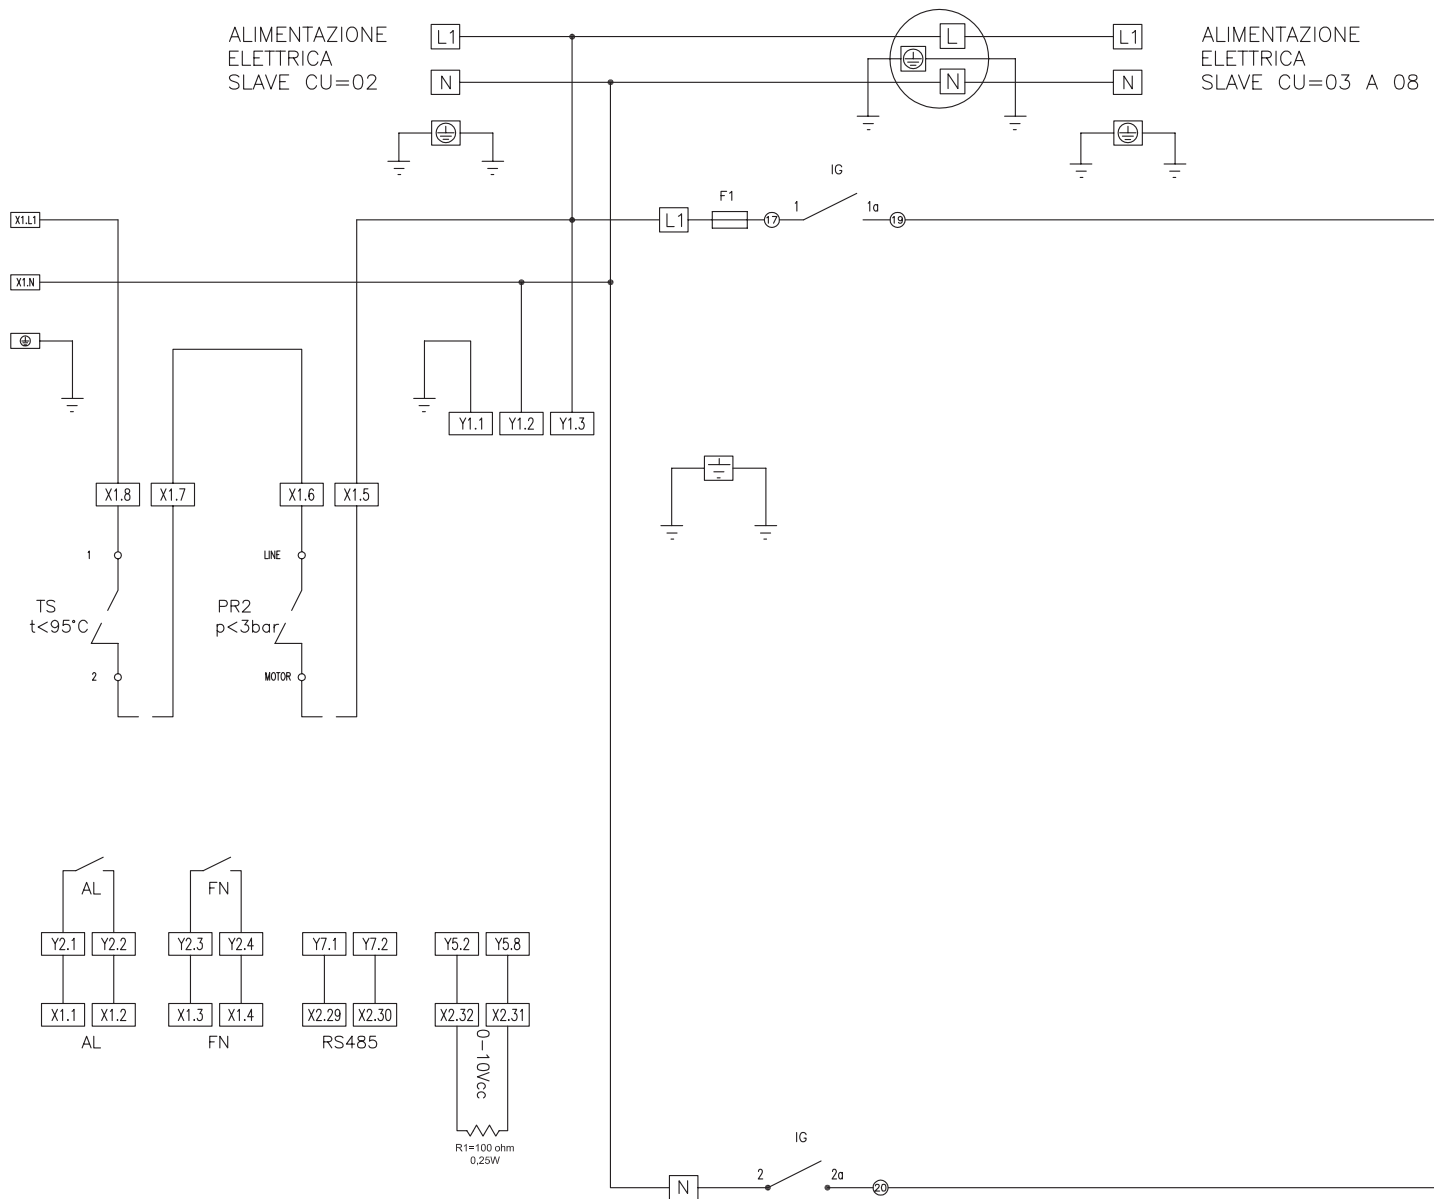 ALIMENTAZIONE
ELETTRICA
SLAVE CU=02
L1
N
L
N
L1
N
ALIMENTAZIONE
ELETTRICA
SLAVE CU=03 A 08
X1.L1
X1.N
L1
F1
17
1
IG
1a
19
Y1.1
Y1.2
Y1.3
X1.8
X1.7
X1.6
X1.5
1
LINE
TS
t<95°C
PR2
p<3bar
2
MOTOR
AL
FN
Y2.1
Y2.2
Y2.3
Y2.4
Y7.1
Y7.2
Y5.2
Y5.8
X1.1
X1.2
X1.3
X1.4
X2.29
X2.30
X2.32
X2.31
AL
FN
RS485
0-10Vcc
R1=100 ohm
0,25W
N
2
IG
2a
20